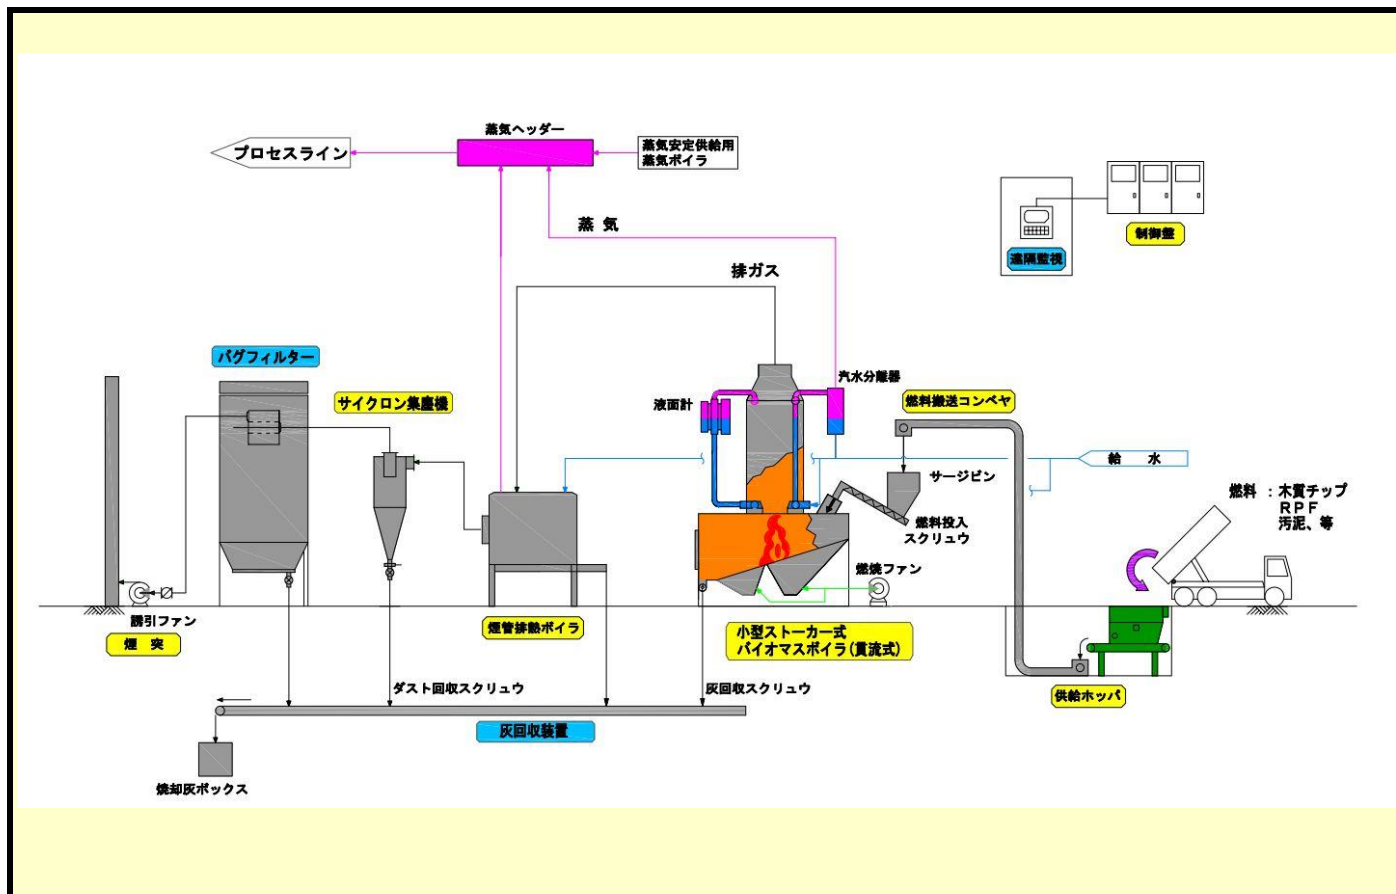 蒸気ヘッダー
プロセスライン
蒸気安定供給用
蒸気ボイラ
蒸 気
排ガス
制御盤
遠隔監視
バグフィルター
サイクロン集塵機
液面計
汽水分離器
燃料搬送コンベヤ
給 水
サージビン
燃料 : 木質チップ
RPF
汚泥、等
燃料投入
スクリュウ
燃焼ファン
誘引ファン
煙 突
煙管排熱ボイラ
小型ストーカー式
バイオマスボイラ(貫流式)
供給ホッパ
ダスト回収スクリュウ
灰回収スクリュウ
灰回収装置
焼却灰ボックス